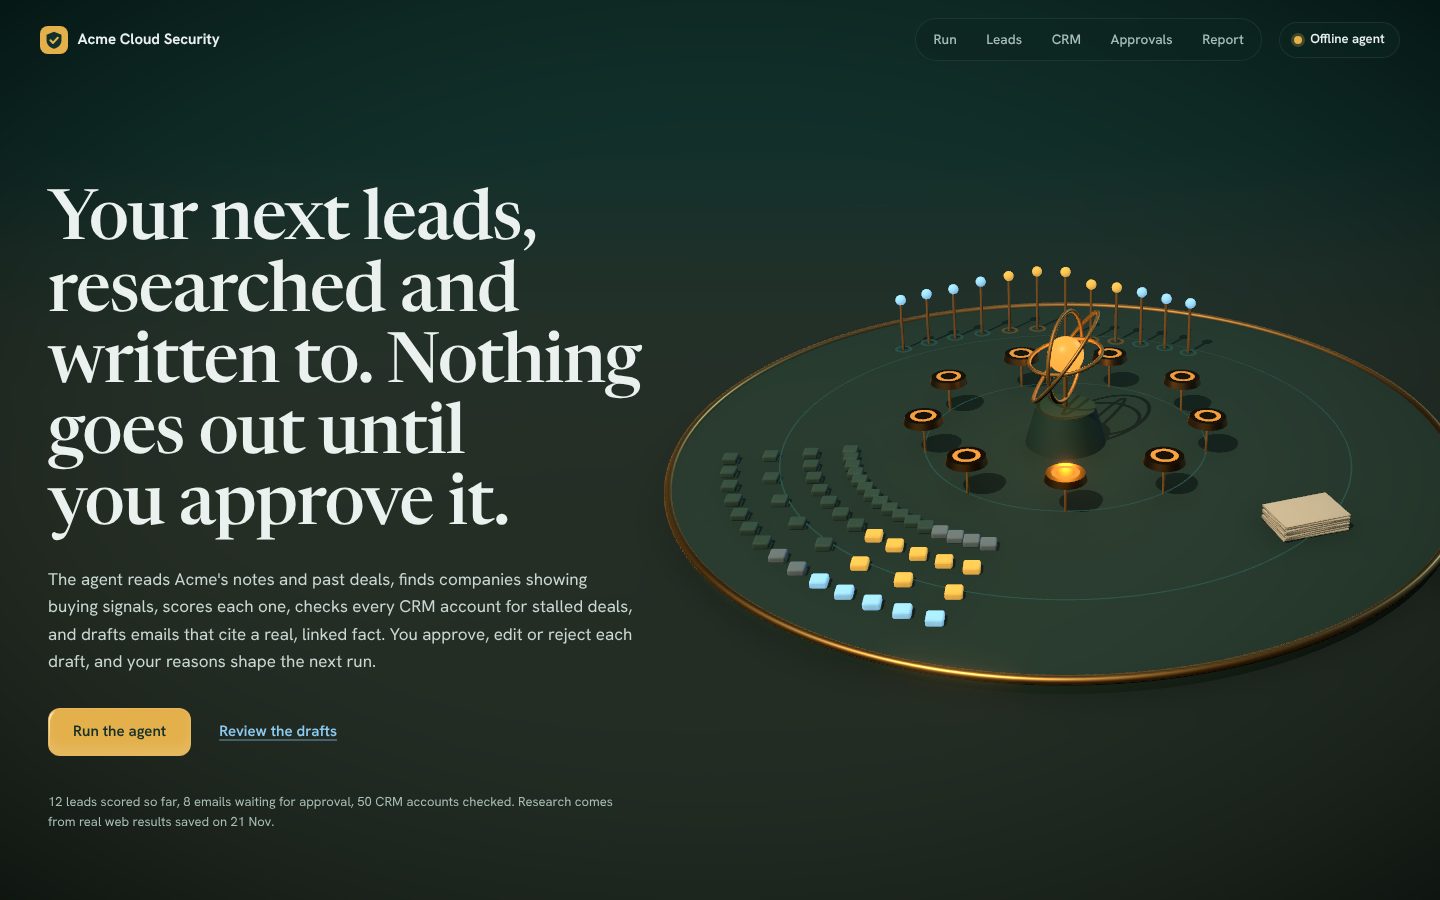 Acme Cloud Security
Run
Leads
CRM
Approvals
Report
Offline agent
Your next leads,
researched and
written to. Nothing
goes out until
you approve it.
The agent reads Acme's notes and past deals, finds companies showing
buying signals, scores each one, checks every CRM account for stalled deals,
and drafts emails that cite a real, linked fact. You approve, edit or reject each
draft, and your reasons shape the next run.
Run the agent
Review the drafts
12 leads scored so far, 8 emails waiting for approval, 50 CRM accounts checked. Research comes
from real web results saved on 21 Nov.